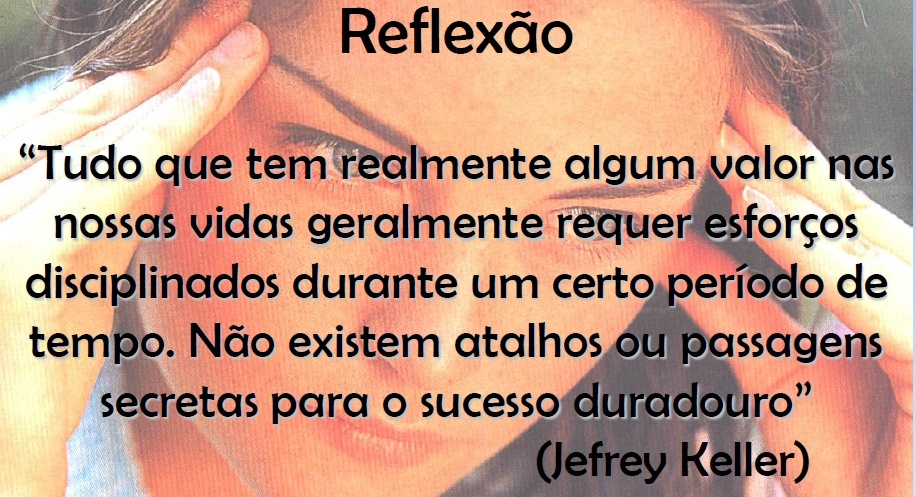 Reflexão
“Tudo que tem realmente algum valor nas
nossas vidas geralmente requer esforços
disciplinados durante um certo período de
tempo. Não existem atalhos ou passagens
secretas para o sucesso duradouro”
(Jefrey Keller)